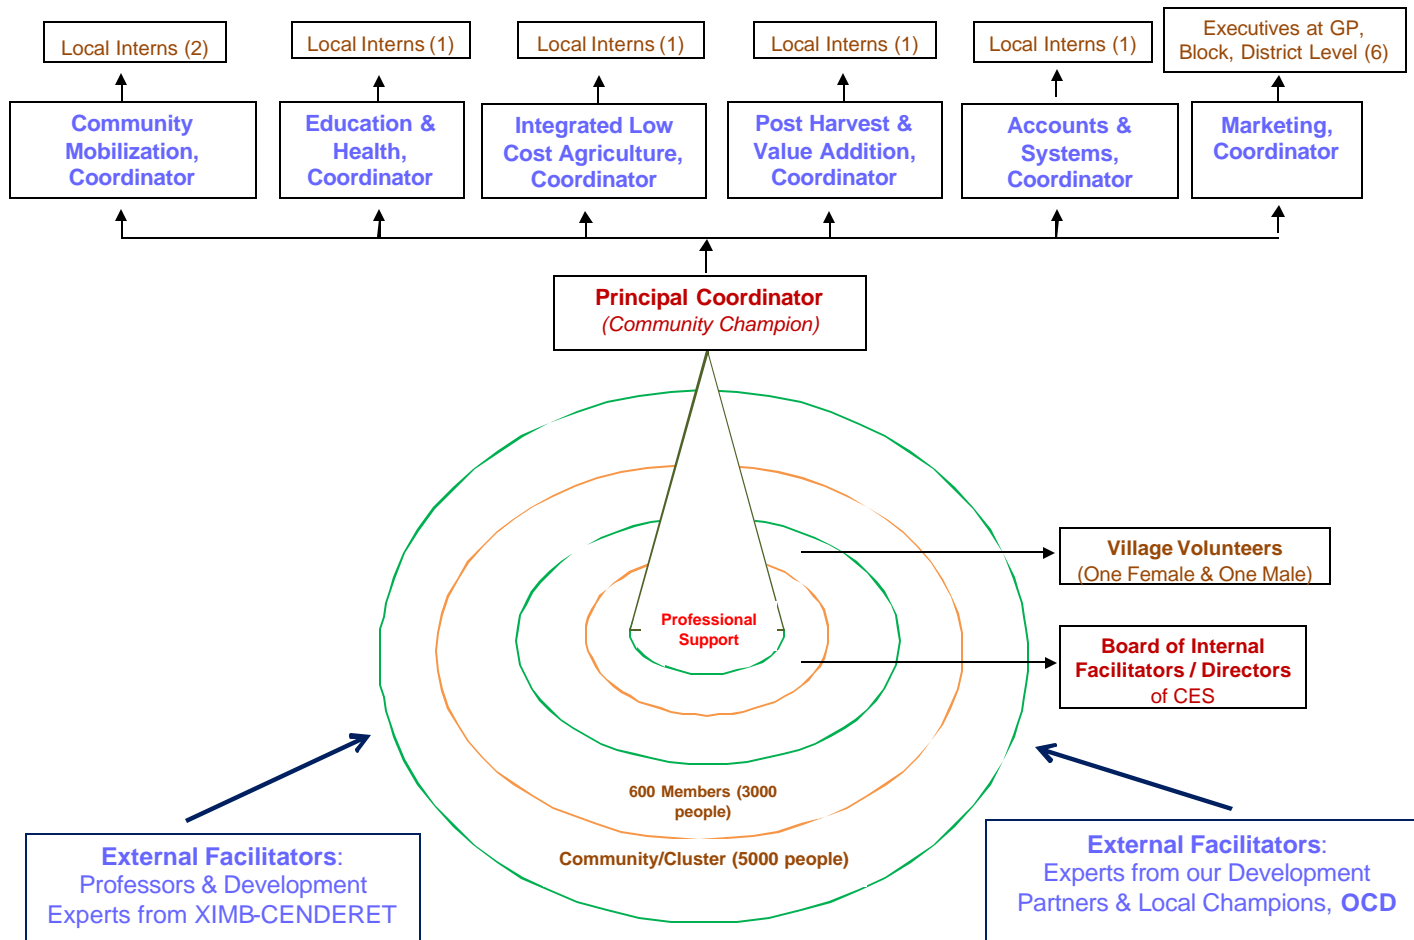 Local Interns (2)
Local Interns (1)
Local Interns (1)
Local Interns (1)
Local Interns (1)
Executives at GP,
Block, District Level (6)
Community
Mobilization,
Coordinator
Education &
Health,
Coordinator
Integrated Low
Cost Agriculture,
Coordinator
Post Harvest &
Value Addition,
Coordinator
Accounts &
Systems,
Coordinator
Marketing,
Coordinator
Principal Coordinator
(Community Champion)
Village Volunteers
(One Female & One Male)
Professional
Support
Board of Internal
Facilitators / Directors
of CES
600 Members (3000
people)
Community/Cluster (5000 people)
External Facilitators:
Professors & Development
Experts from XIMB-CENDERET
External Facilitators:
Experts from our Development
Partners & Local Champions, OCD